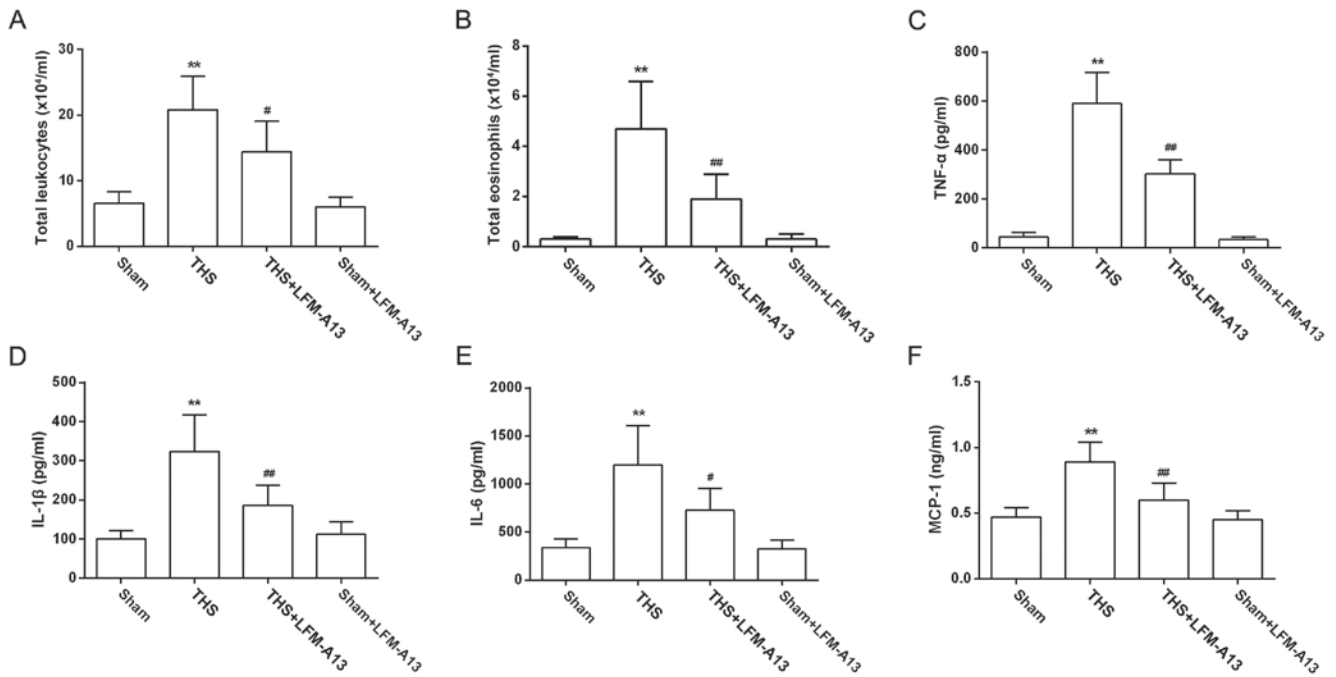 A
Total leukocytes (x10⁴/ml)
30
20
10
0
**
#
Sham
THS
THS+LFM-A13
Sham+LFM-A13
B
Total eosinophils (x10⁴/ml)
8
6
4
2
0
**
##
Sham
THS
THS+LFM-A13
Sham+LFM-A13
C
TNF-α (pg/ml)
800
600
400
200
0
**
##
Sham
THS
THS+LFM-A13
Sham+LFM-A13
D
IL-1β (pg/ml)
500
400
300
200
100
0
**
##
Sham
THS
THS+LFM-A13
Sham+LFM-A13
E
IL-6 (pg/ml)
2000
1500
1000
500
0
**
#
Sham
THS
THS+LFM-A13
Sham+LFM-A13
F
MCP-1 (ng/ml)
1.5
1.0
0.5
0.0
**
##
Sham
THS
THS+LFM-A13
Sham+LFM-A13